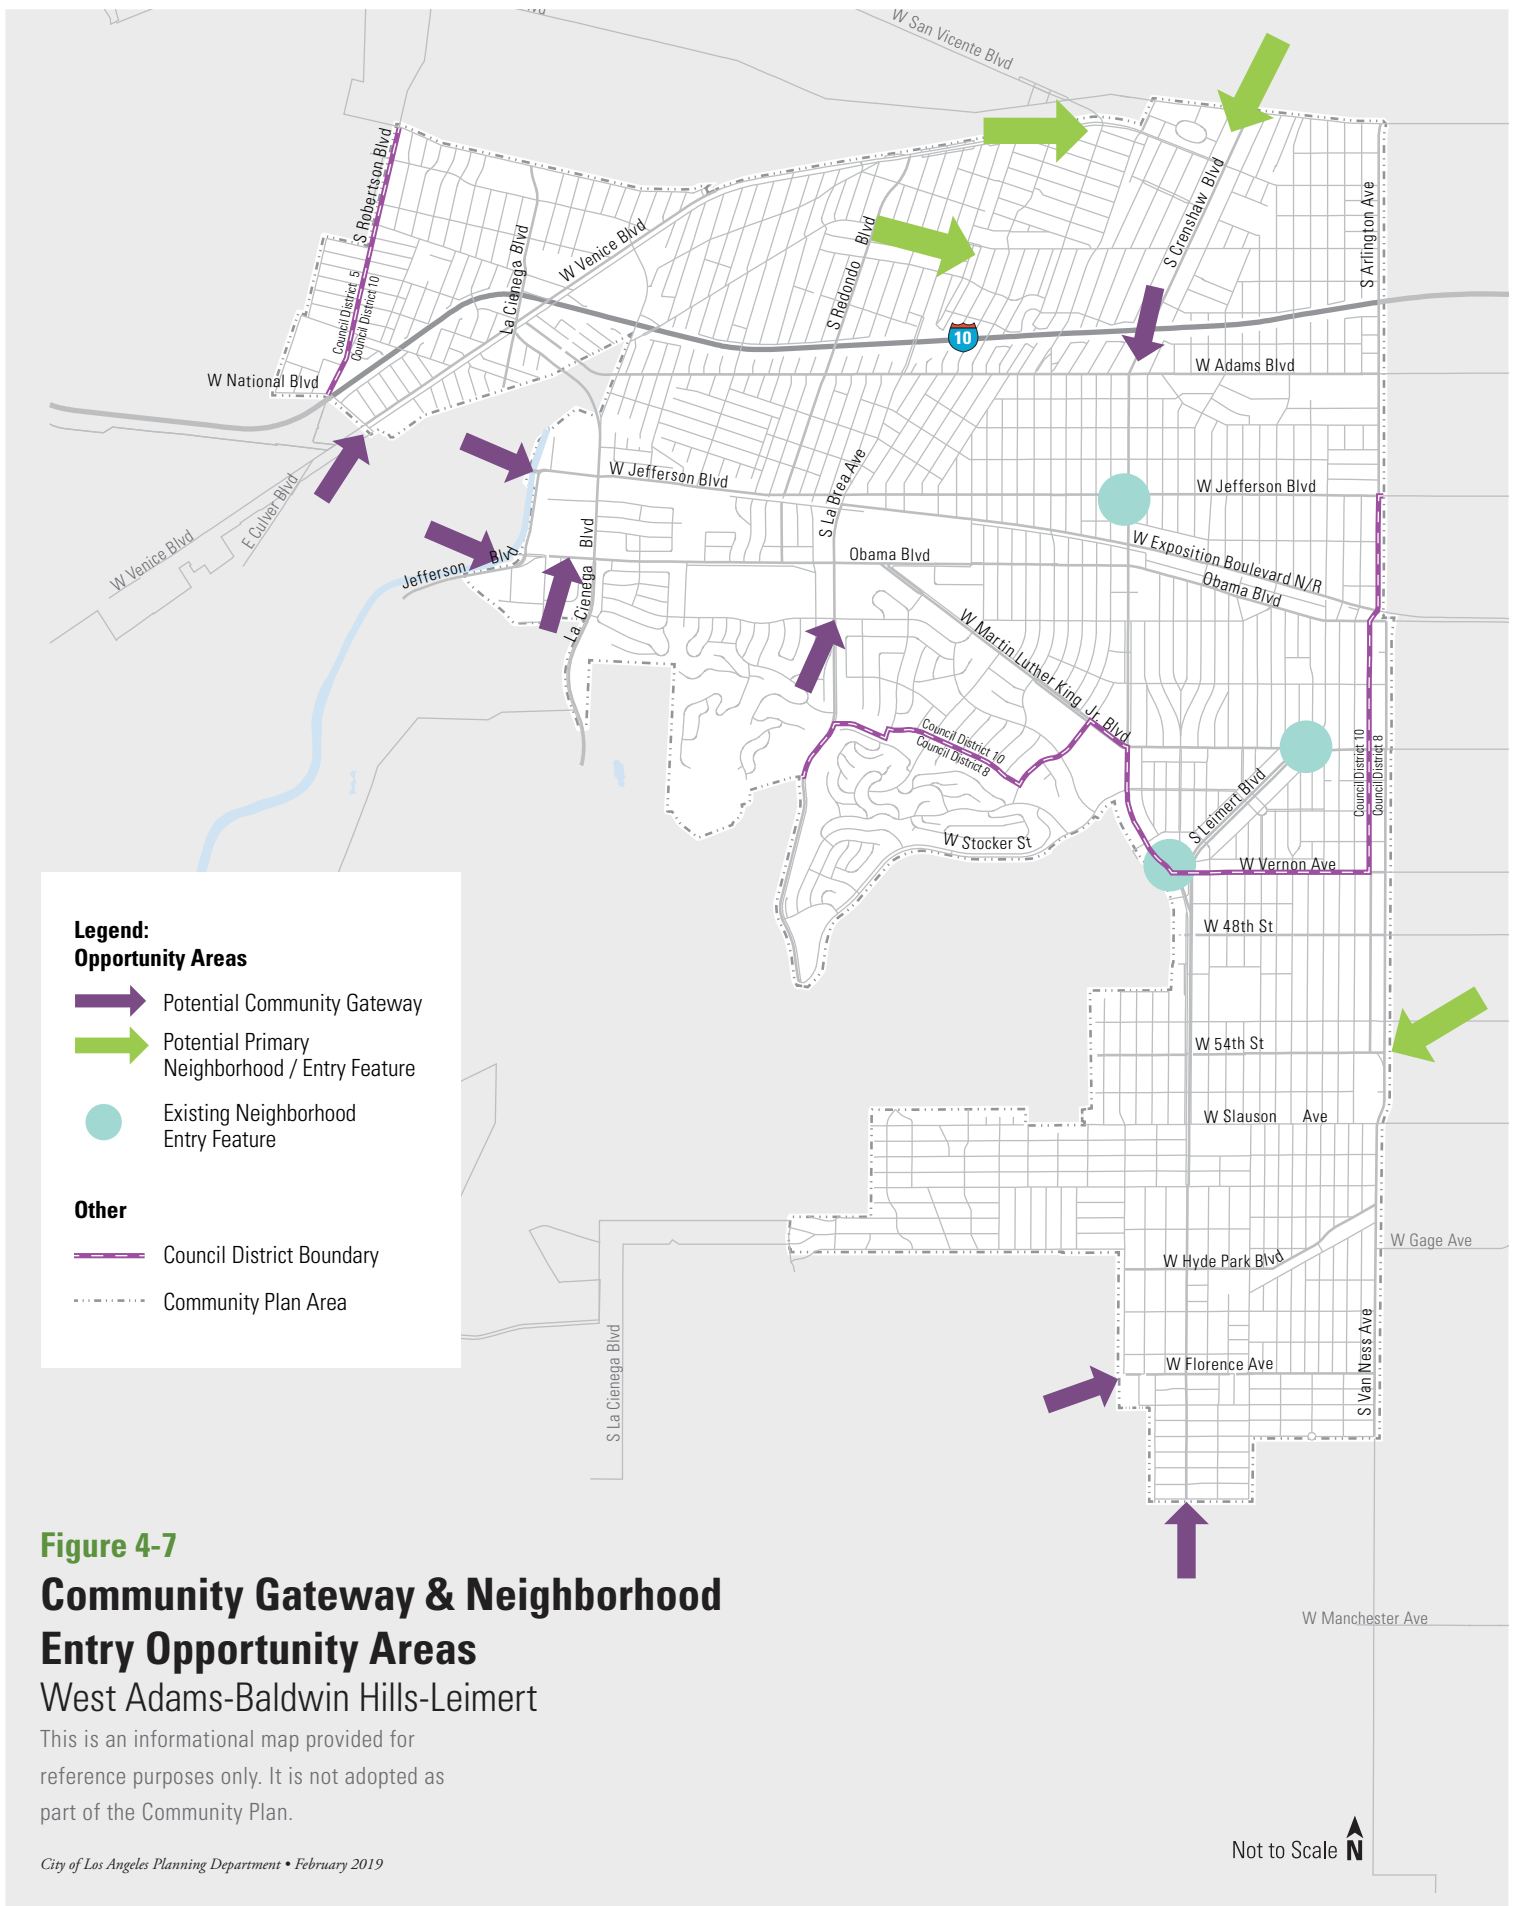 W San Vicente Blvd
S Robertson Blvd
La Cienega Blvd
W Venice Blvd
S Redondo Blvd
S Crenshaw Blvd
S Arlington Ave
Council District 5
Council District 10
10
W National Blvd
W Adams Blvd
W Jefferson Blvd
S La Brea Ave
W Jefferson Blvd
E Culver Blvd
W Venice Blvd
Jefferson Blvd
La Cienega Blvd
Obama Blvd
W Exposition Boulevard N/R
Obama Blvd
W Martin Luther King Jr. Blvd
Council District 10
Council District 8
Council District 10
Council District 8
S Leimert Blvd
W Stocker St
W Vernon Ave
W 48th St
W 54th St
W Slauson Ave
W Gage Ave
W Hyde Park Blvd
S Van Ness Ave
W Florence Ave
S La Cienega Blvd
W Manchester Ave
Legend:
Opportunity Areas
Potential Community Gateway
Potential Primary
Neighborhood / Entry Feature
Existing Neighborhood
Entry Feature
Other
Council District Boundary
Community Plan Area
Figure 4-7
Community Gateway & Neighborhood
Entry Opportunity Areas
West Adams-Baldwin Hills-Leimert
This is an informational map provided for
reference purposes only. It is not adopted as
part of the Community Plan.
City of Los Angeles Planning Department • February 2019
Not to Scale N